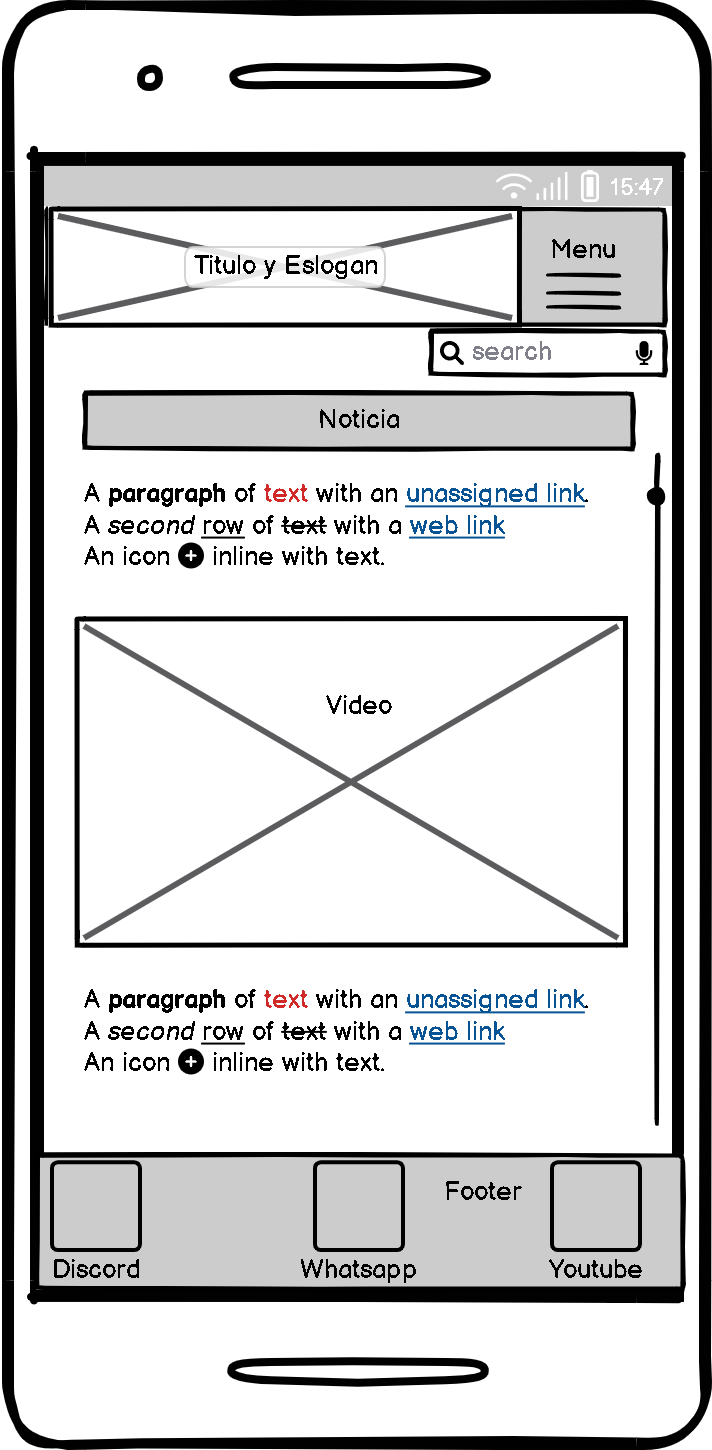 15:47
Titulo y Eslogan
Menu
search
Noticia
A paragraph of text with an unassigned link.
A second row of text with a web link
An icon inline with text.
Video
A paragraph of text with an unassigned link.
A second row of text with a web link
An icon inline with text.
Footer
Discord Whatsapp Youtube